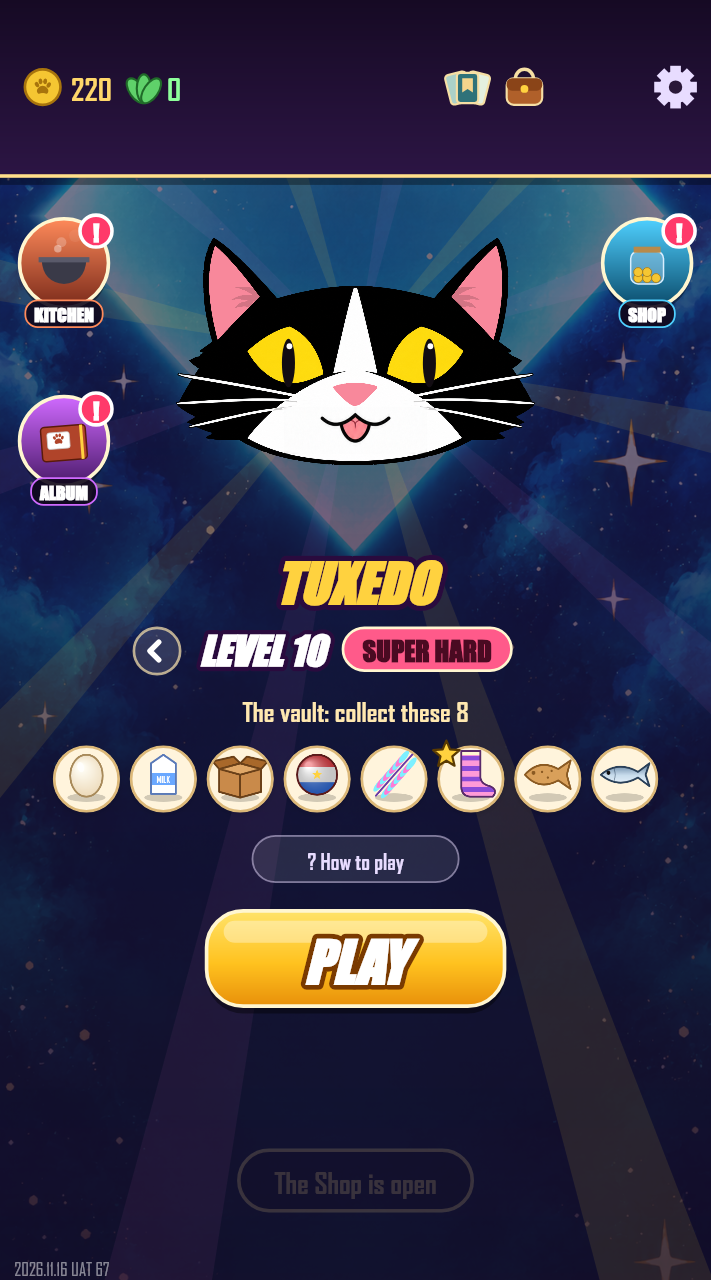 220
0
KITCHEN
SHOP
ALBUM
TUXEDO
LEVEL 10 SUPER HARD
The vault: collect these 8
MILK
? How to play
PLAY
The Shop is open
2026.11.16 UAT 67